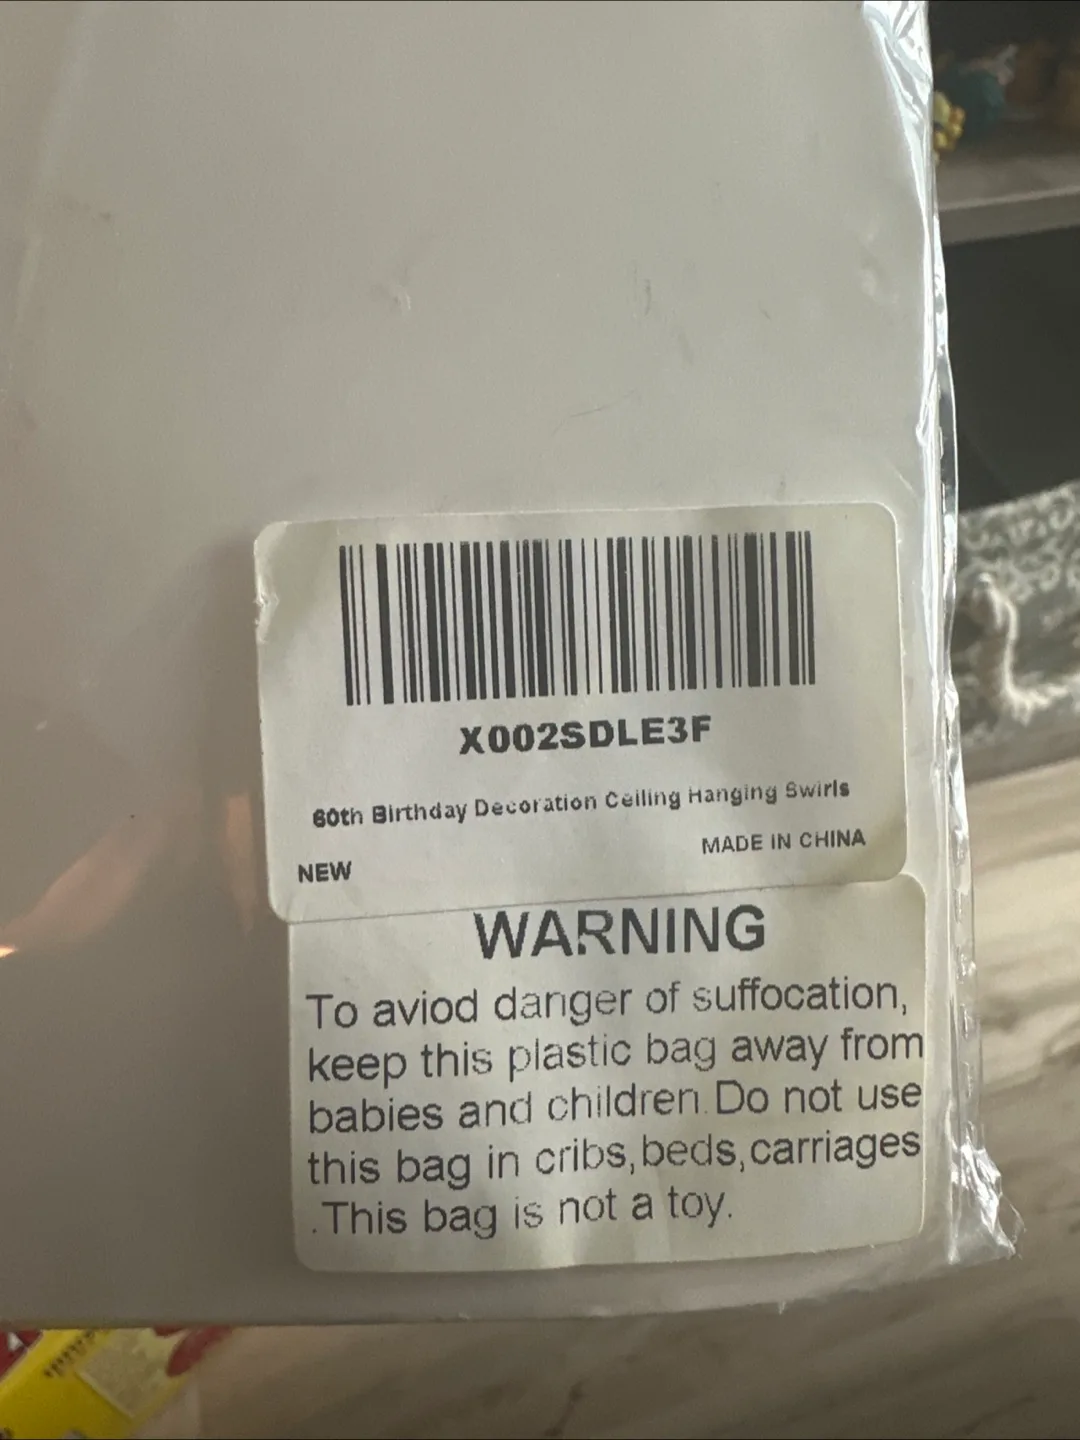 X002SDLE3F
60th Birthday Decoration Ceiling Hanging Swirls
MADE IN CHINA
NEW
WARNING
To aviod danger of suffocation,
keep this plastic bag away from
babies and children.Do not use
this bag in cribs,beds,carriages
.This bag is not a toy.